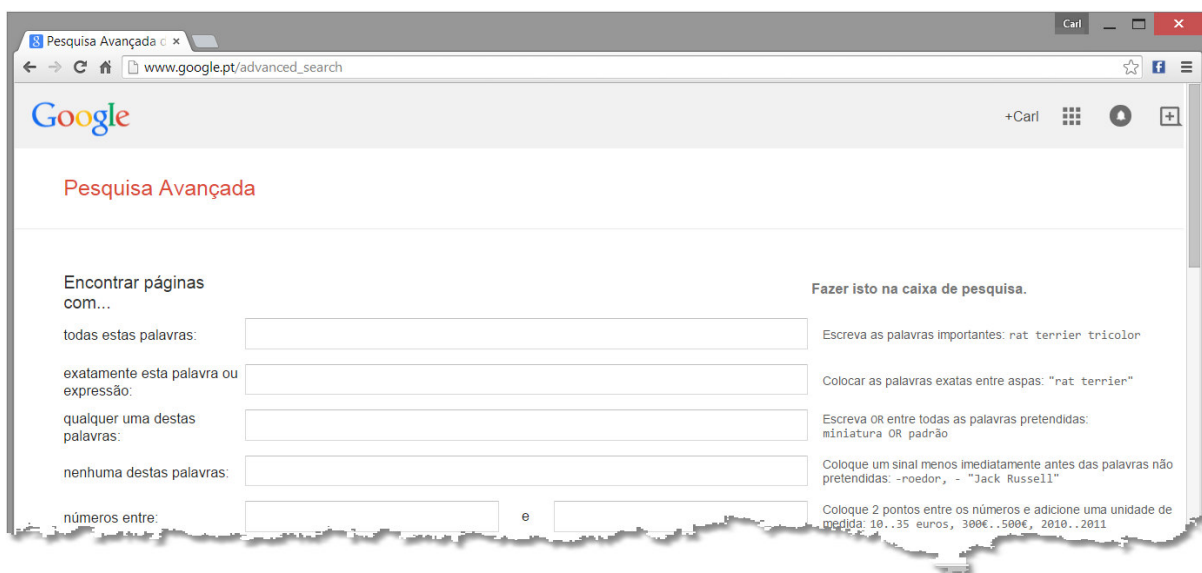 Carl
Pesquisa Avançada d
www.google.pt/advanced_search
Google
+Carl
Pesquisa Avançada
Encontrar páginas
com...
Fazer isto na caixa de pesquisa.
todas estas palavras:
Escreva as palavras importantes: rat terrier tricolor
exatamente esta palavra ou
expressão:
Colocar as palavras exatas entre aspas: "rat terrier"
qualquer uma destas
palavras:
Escreva OR entre todas as palavras pretendidas:
miniatura OR padrão
nenhuma destas palavras:
Coloque um sinal menos imediatamente antes das palavras não
pretendidas: -roedor, - "Jack Russell"
números entre:
e
Coloque 2 pontos entre os números e adicione uma unidade de
medida: 10..35 euros, 300€..500€, 2010..2011